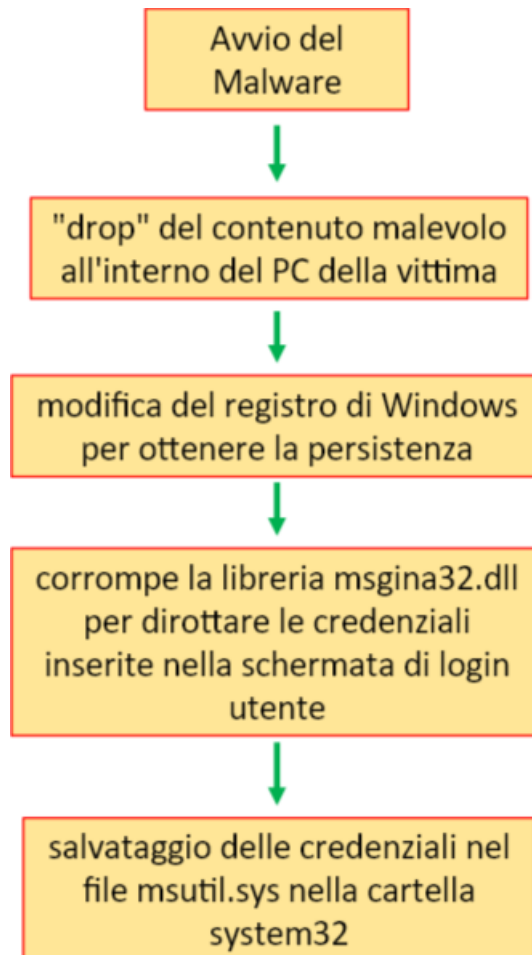 Avvio del
Malware
"drop" del contenuto malevolo
all'interno del PC della vittima
modifica del registro di Windows
per ottenere la persistenza
corrompe la libreria msgina32.dll
per dirottare le credenziali
inserite nella schermata di login
utente
salvataggio delle credenziali nel
file msutil.sys nella cartella
system32